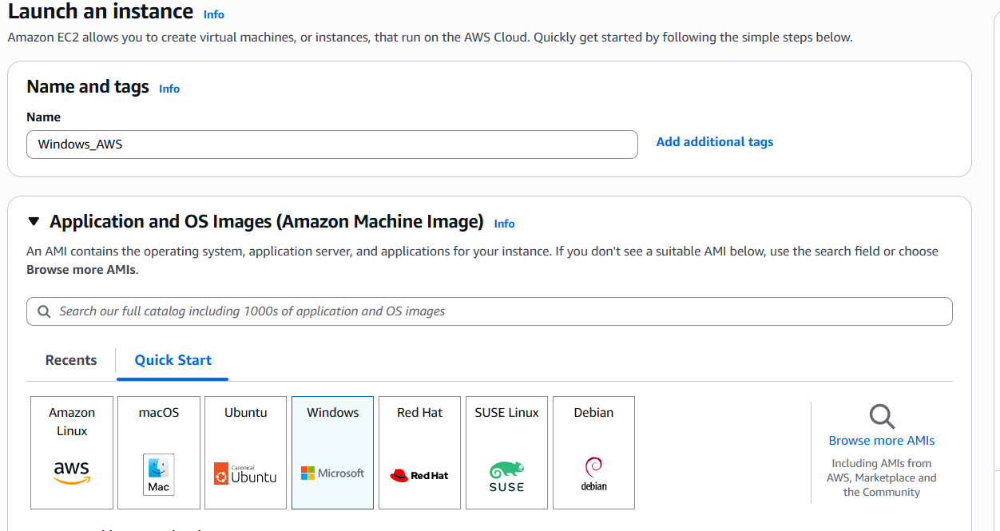 Launch an instance Info
Amazon EC2 allows you to create virtual machines, or instances, that run on the AWS Cloud. Quickly get started by following the simple steps below.
Name and tags Info
Name
Windows_AWS
Add additional tags
Application and OS Images (Amazon Machine Image) Info
An AMI contains the operating system, application server, and applications for your instance. If you don't see a suitable AMI below, use the search field or choose
Browse more AMIs.
Search our full catalog including 1000s of application and OS images
Recents
Quick Start
Amazon
Linux
aws
macOS
Mac
Ubuntu
Canonical
Ubuntu
Windows
Microsoft
Red Hat
Red Hat
SUSE Linux
SUSE
Debian
debian
Browse more AMIs
Including AMIs from
AWS, Marketplace and
the Community